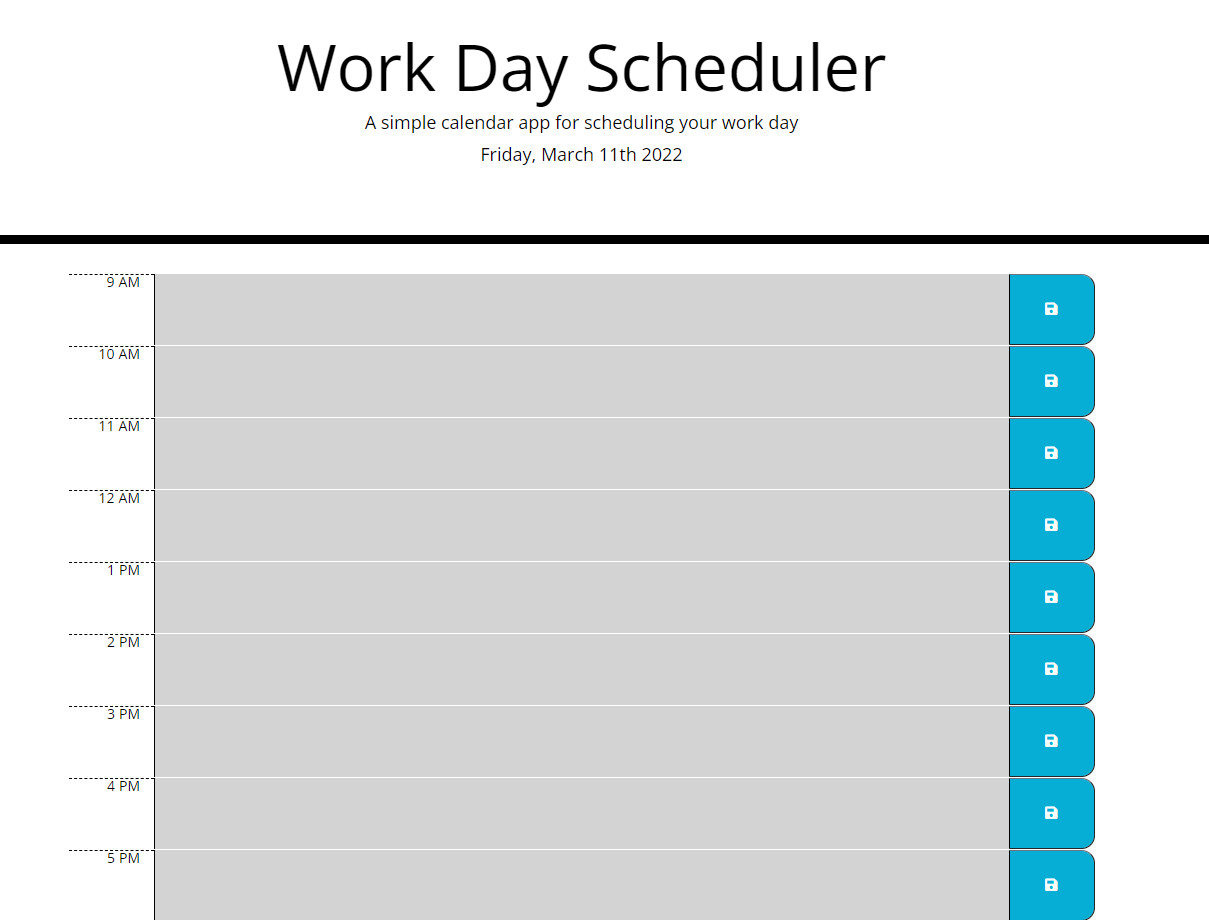 Work Day Scheduler
A simple calendar app for scheduling your work day
Friday, March 11th 2022
9 AM
10 AM
11 AM
12 AM
1 PM
2 PM
3 PM
4 PM
5 PM